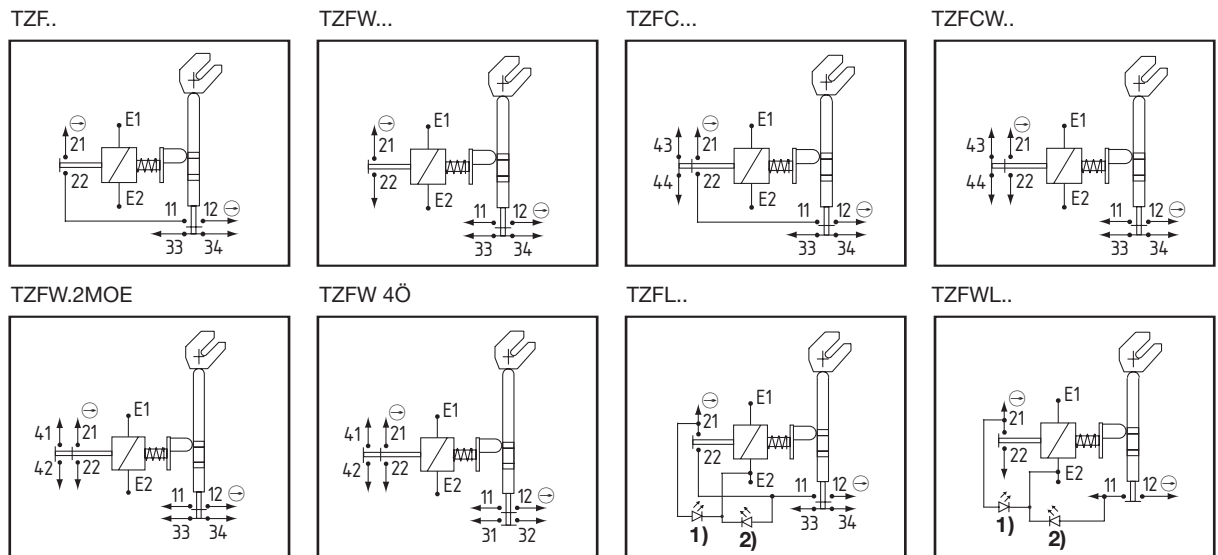 TZF.. TZFW... TZFC... TZFCW..
E1
21
22
E2
11 12
33 34
E1
21
22
E2
11 12
33 34
E1
43 21
44 22
E2
11 12
33 34
E1
43 21
44 22
E2
11 12
33 34
TZFW.2MOE TZFW 4Ö TZFL.. TZFWL..
E1
41 21
42 22
E2
11 12
33 34
E1
41 21
42 22
E2
11 12
31 32
E1
21
22
E2
11 12
33 34
1) 2)
E1
21
22
E2
11 12
1) 2)